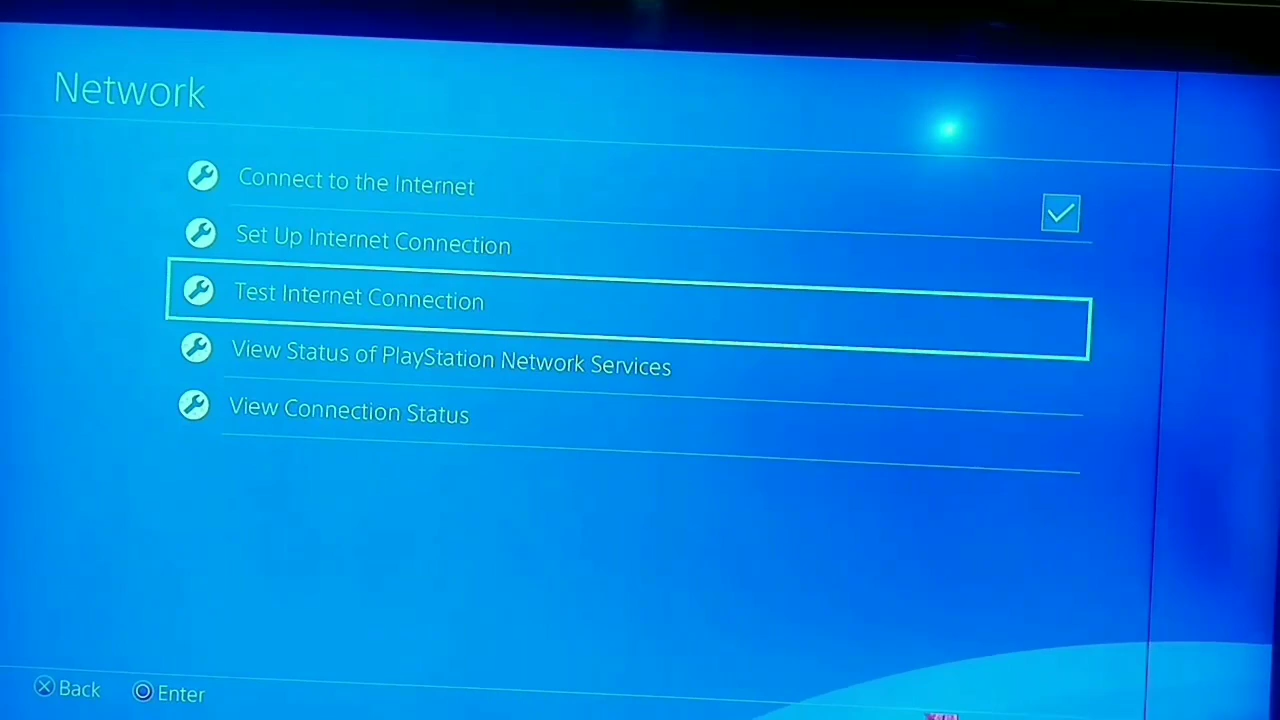 Network
Connect to the Internet
Set Up Internet Connection
Test Internet Connection
View Status of PlayStation Network Services
View Connection Status
Back Enter